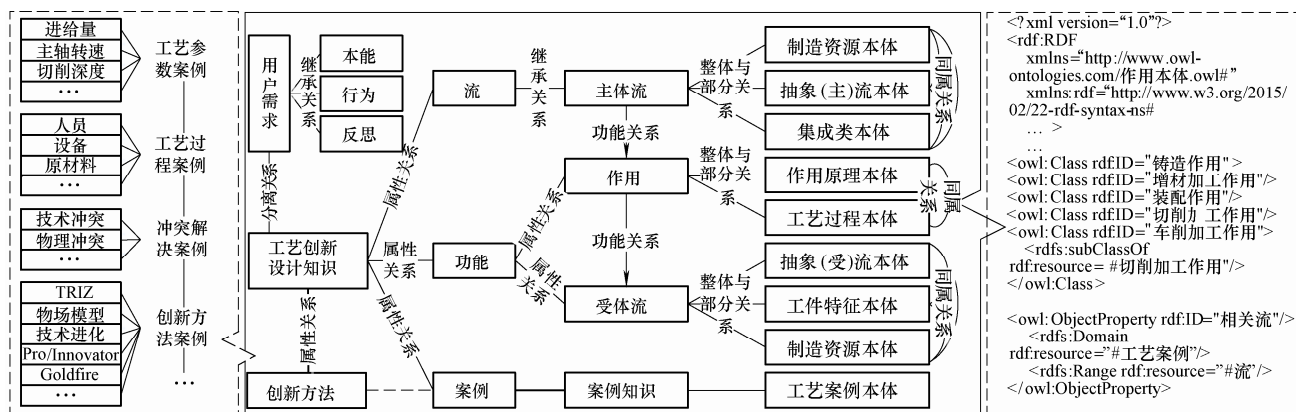 进给量
主轴转速
切削深度
…
工艺参
数案例
人员
设备
原材料
…
工艺过
程案例
技术冲突
物理冲突
…
冲突解
决案例
TRIZ
物场模型
技术进化
Pro/Innovator
Goldfire
…
创新方
法案例
…
用户需求
继承关系
本能
行为
反思
分离关系
工艺创新
设计知识
属性关系
创新方法
属性关系
属性
关系
属性关系
流
功能
案例
继承关系
属性关系
属性关系
主体流
功能关系
作用
功能关系
受体流
案例知识
整体与
部分关
系
整体与
部分关
系
整体与
部分关
系
制造资源本体
抽象(主)流本体
集成类本体
作用原理本体
工艺过程本体
抽象(受)流本体
工件特征本体
制造资源本体
工艺案例本体
同属关系
同属关系
同属关系
<?xml version=“1.0”?>
<rdf:RDF
xmlns=“http://www.owl-
ontologies.com/作用本体.owl#”
xmlns:rdf=“http://www.w3.org/2015/
02/22-rdf-syntax-ns#
… >
…
<owl:Class rdf:ID="铸造作用">
<owl:Class rdf:ID="增材加工作用"/>
<owl:Class rdf:ID="装配作用"/>
<owl:Class rdf:ID="切削加工作用"/>
<owl:Class rdf:ID="车削加工作用">
<rdfs:subClassOf
rdf:resource= #切削加工作用"/>
</owl:Class>
<owl:ObjectProperty rdf:ID="相关流"/>
<rdfs:Domain
rdf:resource=”#工艺案例”/>
<rdfs:Range rdf:resource=”#流”/>
</owl:ObjectProperty>